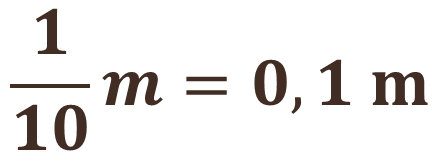 1/10 m = 0,1 m